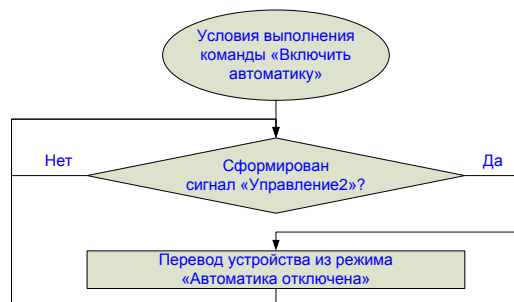 Условия выполнения
команды «Включить
автоматику»
Нет
Сформирован
сигнал «Управление2»?
Да
Перевод устройства из режима
«Автоматика отключена»